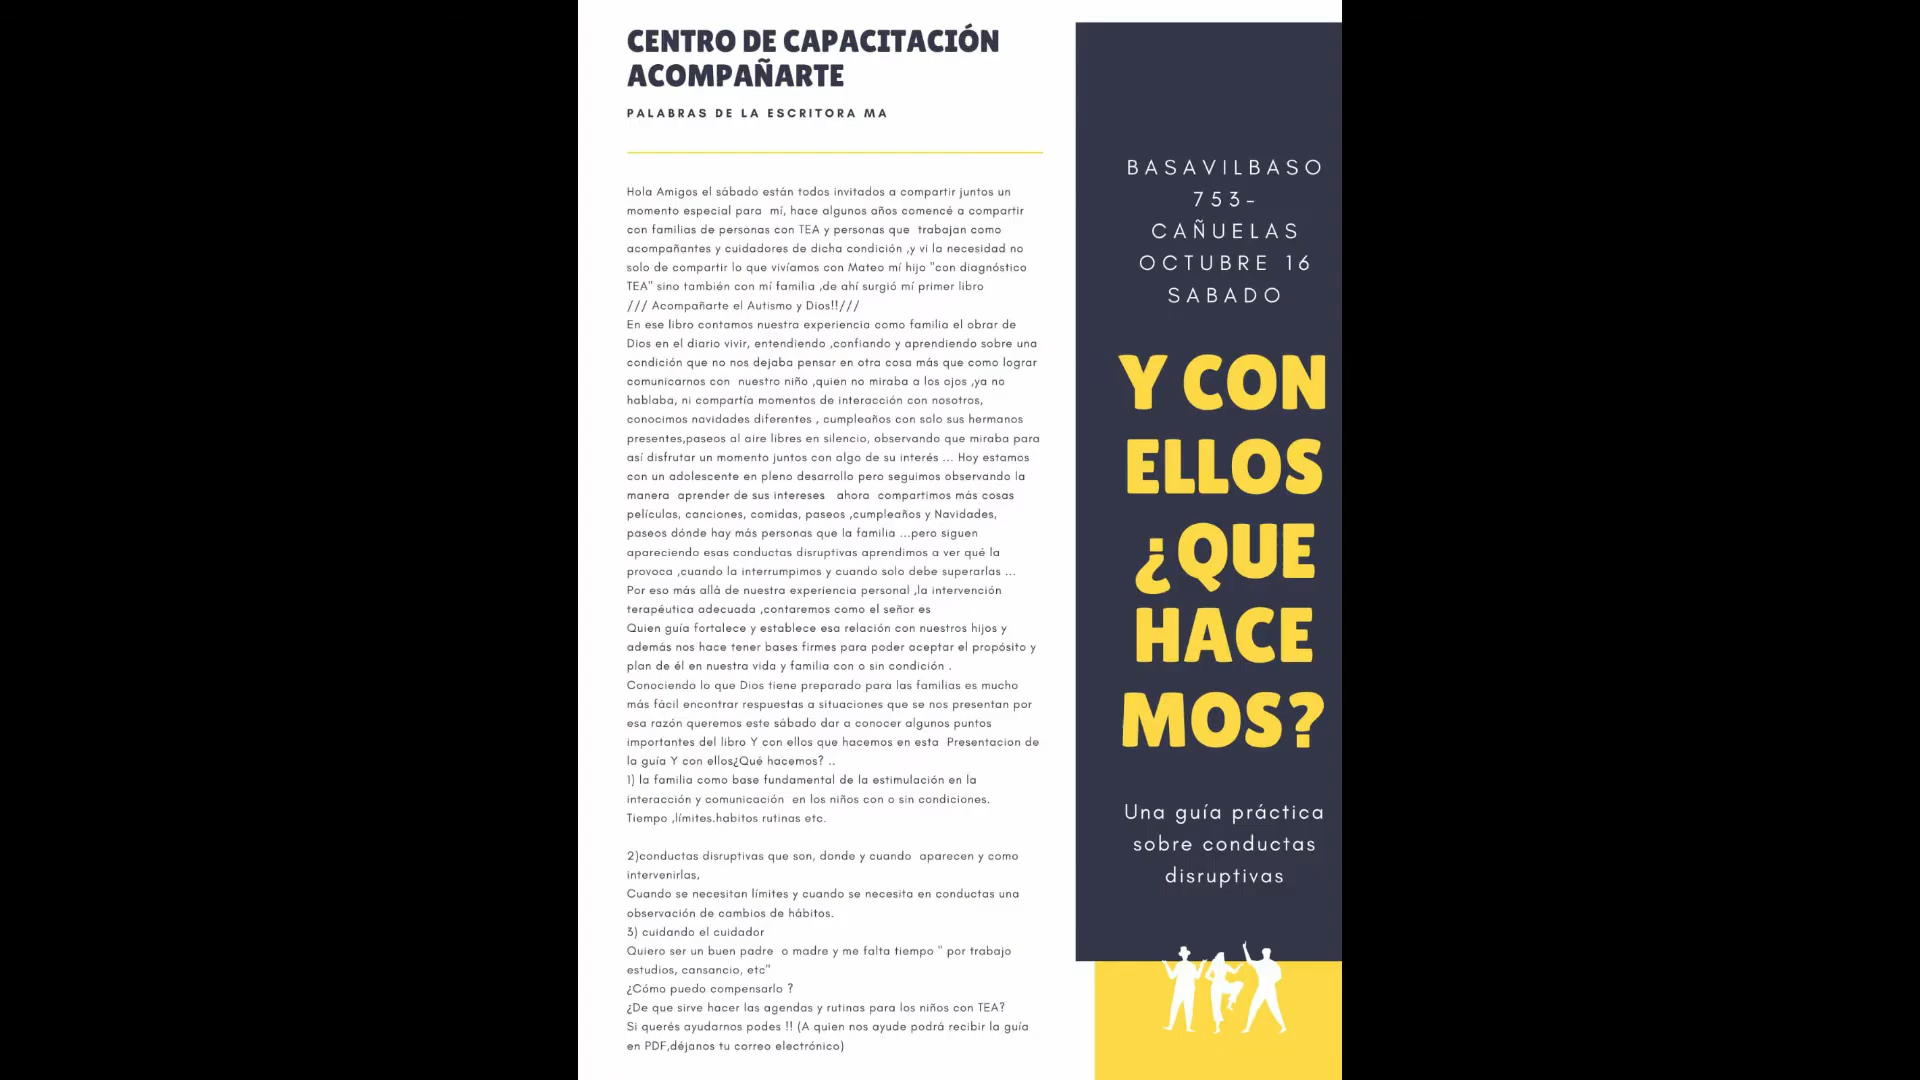 CENTRO DE CAPACITACIÓN
ACOMPAÑARTE
PALABRAS DE LA ESCRITORA MA
Hola Amigos el sábado están todos invitados a compartir juntos un
momento especial para  mí, hace algunos años comencé a compartir
con familias de personas con TEA y personas que  trabajan como
acompañantes y cuidadores de dicha condición ,y vi la necesidad no
solo de compartir lo que vivíamos con Mateo mí hijo "con diagnóstico
TEA" sino también con mí familia ,de ahí surgió mí primer libro
/// Acompañarte el Autismo y Dios!!///
En ese libro contamos nuestra experiencia como familia el obrar de
Dios en el diario vivir, entendiendo ,confiando y aprendiendo sobre una
condición que no nos dejaba pensar en otra cosa más que como lograr
comunicarnos con  nuestro niño ,quien no miraba a los ojos ,ya no
hablaba, ni compartía momentos de interacción con nosotros,
conocimos navidades diferentes , cumpleaños con solo sus hermanos
presentes,paseos al aire libres en silencio, observando que miraba para
así disfrutar un momento juntos con algo de su interés ... Hoy estamos
con un adolescente en pleno desarrollo pero seguimos observando la
manera  aprender de sus intereses   ahora  compartimos más cosas
películas, canciones, comidas, paseos ,cumpleaños y Navidades,
paseos dónde hay más personas que la familia ...pero siguen
apareciendo esas conductas disruptivas aprendimos a ver qué la
provoca ,cuando la interrumpimos y cuando solo debe superarlas ...
Por eso más allá de nuestra experiencia personal ,la intervención
terapéutica adecuada ,contaremos como el señor es
Quien guía fortalece y establece esa relación con nuestros hijos y
además nos hace tener bases firmes para poder aceptar el propósito y
plan de él en nuestra vida y familia con o sin condición .
Conociendo lo que Dios tiene preparado para las familias es mucho
más fácil encontrar respuestas a situaciones que se nos presentan por
esa razón queremos este sábado dar a conocer algunos puntos
importantes del libro Y con ellos que hacemos en esta  Presentacion de
la guía Y con ellos¿Qué hacemos? ..
1) la familia como base fundamental de la estimulación en la
interacción y comunicación  en los niños con o sin condiciones.
Tiempo ,límites.habitos rutinas etc.
2)conductas disruptivas que son, donde y cuando  aparecen y como
intervenirlas,
Cuando se necesitan límites y cuando se necesita en conductas una
observación de cambios de hábitos.
3) cuidando el cuidador
Quiero ser un buen padre  o madre y me falta tiempo " por trabajo
estudios, cansancio, etc"
¿Cómo puedo compensarlo ?
¿De que sirve hacer las agendas y rutinas para los niños con TEA?
Si querés ayudarnos podes !! (A quien nos ayude podrá recibir la guía
en PDF,déjanos tu correo electrónico)
BASAVILBASO
753-
CAÑUELAS
OCTUBRE 16
SABADO
Y CON
ELLOS
¿QUE
HACE
MOS?
Una guía práctica
sobre conductas
disruptivas